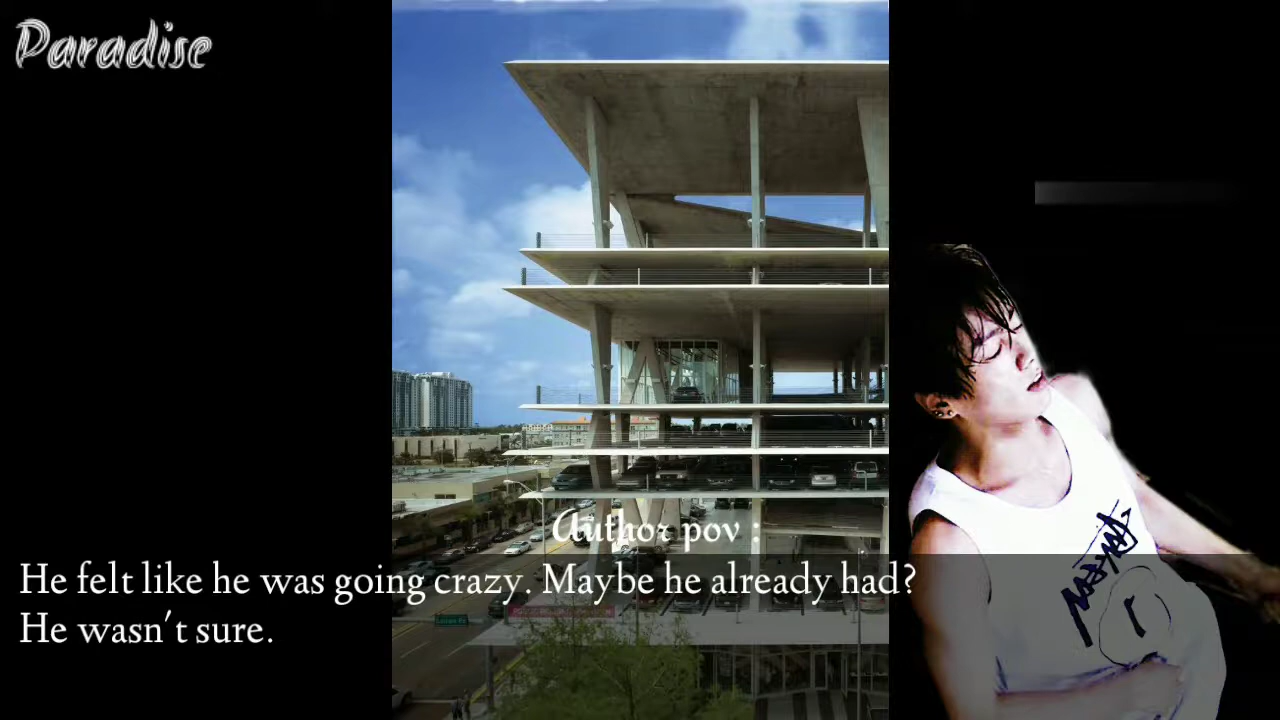 Paradise
Author pov :
He felt like he was going crazy. Maybe he already had?
He wasn't sure.